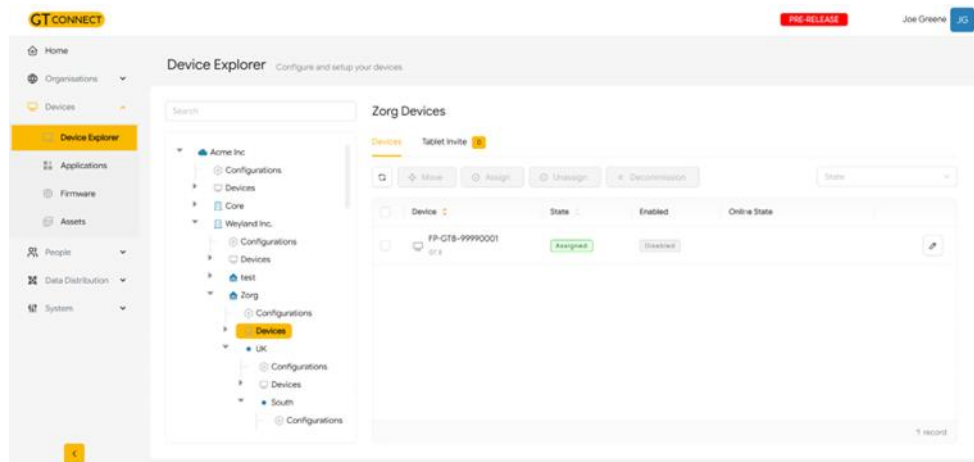 GT CONNECT
PRE-RELEASE
Joe Greene
JG
Home
Organisations
Devices
Device Explorer
Applications
Firmware
Assets
People
Data Distribution
System
Device Explorer Configure and setup your devices
Search
Acme Inc
Configurations
Devices
Core
Weyland Inc.
Configurations
Devices
test
Zorg
Configurations
Devices
UK
Configurations
Devices
South
Configurations
Zorg Devices
Devices Tablet Invite 0
Move Assign Unassign Decommission State
Device State Enabled Online State
FP-GT8-99990001 Assigned Disabled
GT 8
1 record